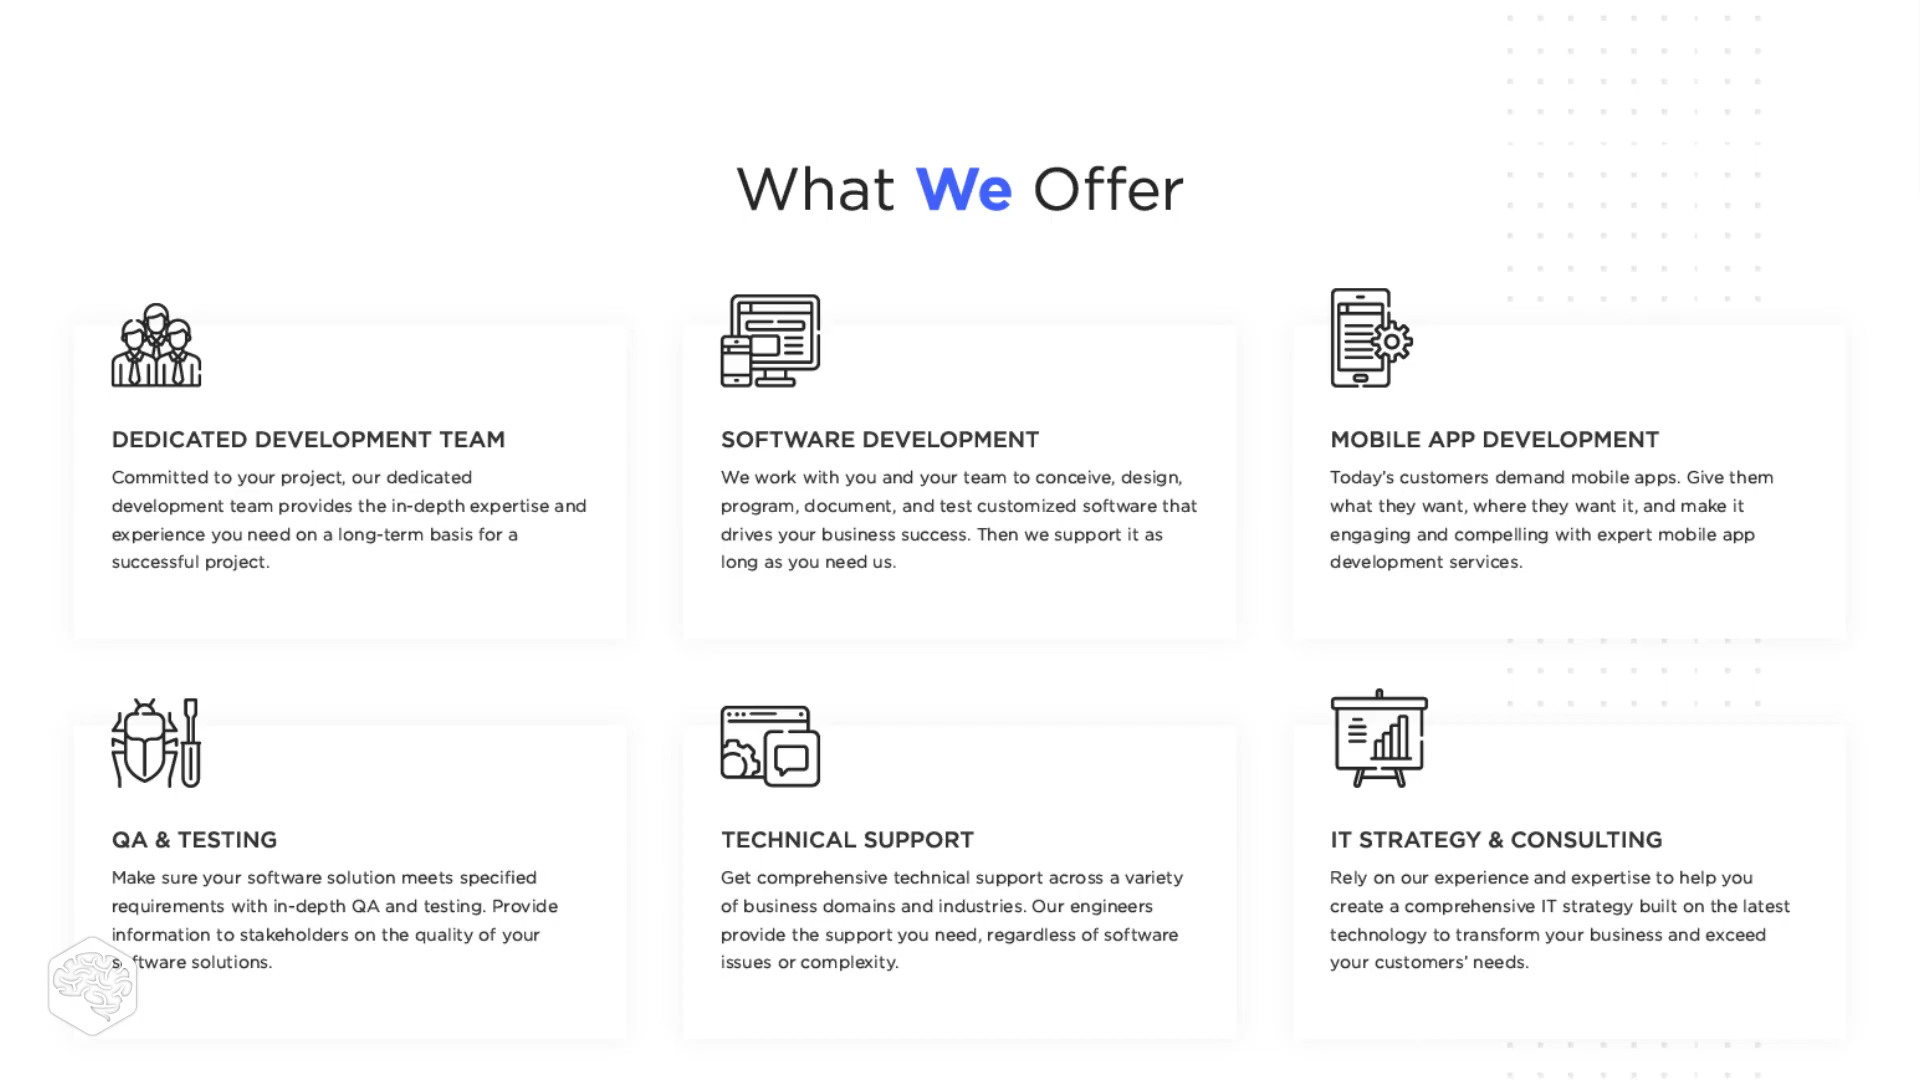 What We Offer
DEDICATED DEVELOPMENT TEAM
Committed to your project, our dedicated
development team provides the in-depth expertise and
experience you need on a long-term basis for a
successful project.
SOFTWARE DEVELOPMENT
We work with you and your team to conceive, design,
program, document, and test customized software that
drives your business success. Then we support it as
long as you need us.
MOBILE APP DEVELOPMENT
Today's customers demand mobile apps. Give them
what they want, where they want it, and make it
engaging and compelling with expert mobile app
development services.
QA & TESTING
Make sure your software solution meets specified
requirements with in-depth QA and testing. Provide
information to stakeholders on the quality of your
software solutions.
TECHNICAL SUPPORT
Get comprehensive technical support across a variety
of business domains and industries. Our engineers
provide the support you need, regardless of software
issues or complexity.
IT STRATEGY & CONSULTING
Rely on our experience and expertise to help you
create a comprehensive IT strategy built on the latest
technology to transform your business and exceed
your customers' needs.